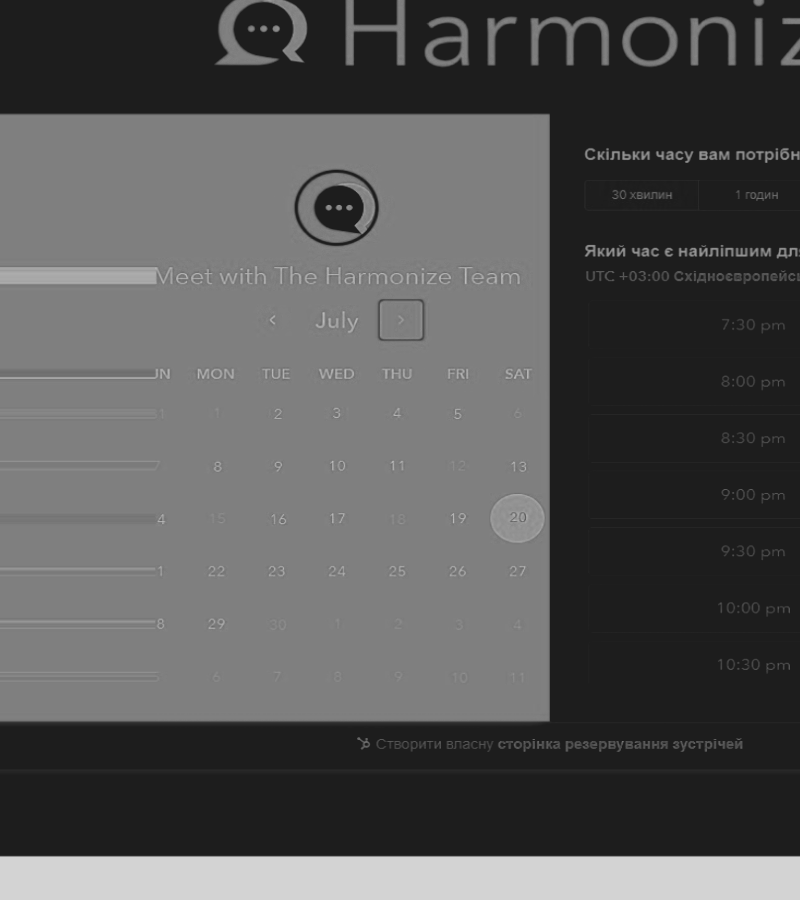 Harmoniz
Meet with The Harmonize Team
July
UN MON TUE WED THU FRI SAT
1 2 3 4 5 6
7 8 9 10 11 12 13
4 15 16 17 18 19 20
1 22 23 24 25 26 27
8 29 30 1 2 3 4
6 7 8 9 10 11
Скільки часу вам потрібн
30 хвилин 1 годин
Який час є найліпшим дл
UTC +03:00 Східноєвропейсь
7:30 pm
8:00 pm
8:30 pm
9:00 pm
9:30 pm
10:00 pm
10:30 pm
Створити власну сторінка резервування зустрічей